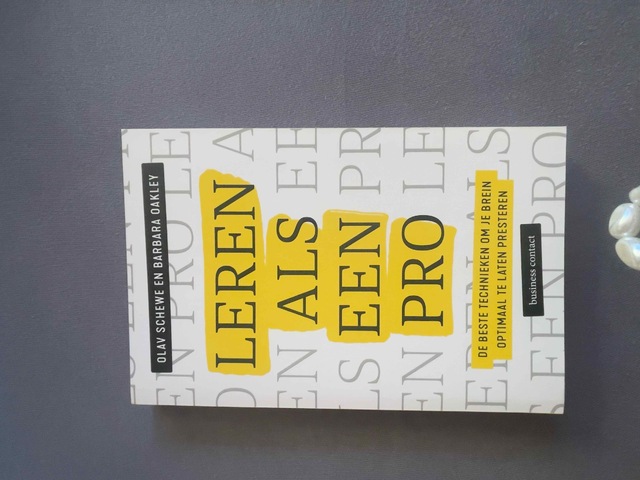 OLAV SCHEWE EN BARBARA OAKLEY
LEREN
ALS
EEN
PRO
DE BESTE TECHNIEKEN OM JE BREIN
OPTIMAAL TE LATEN PRESTEREN
business contact